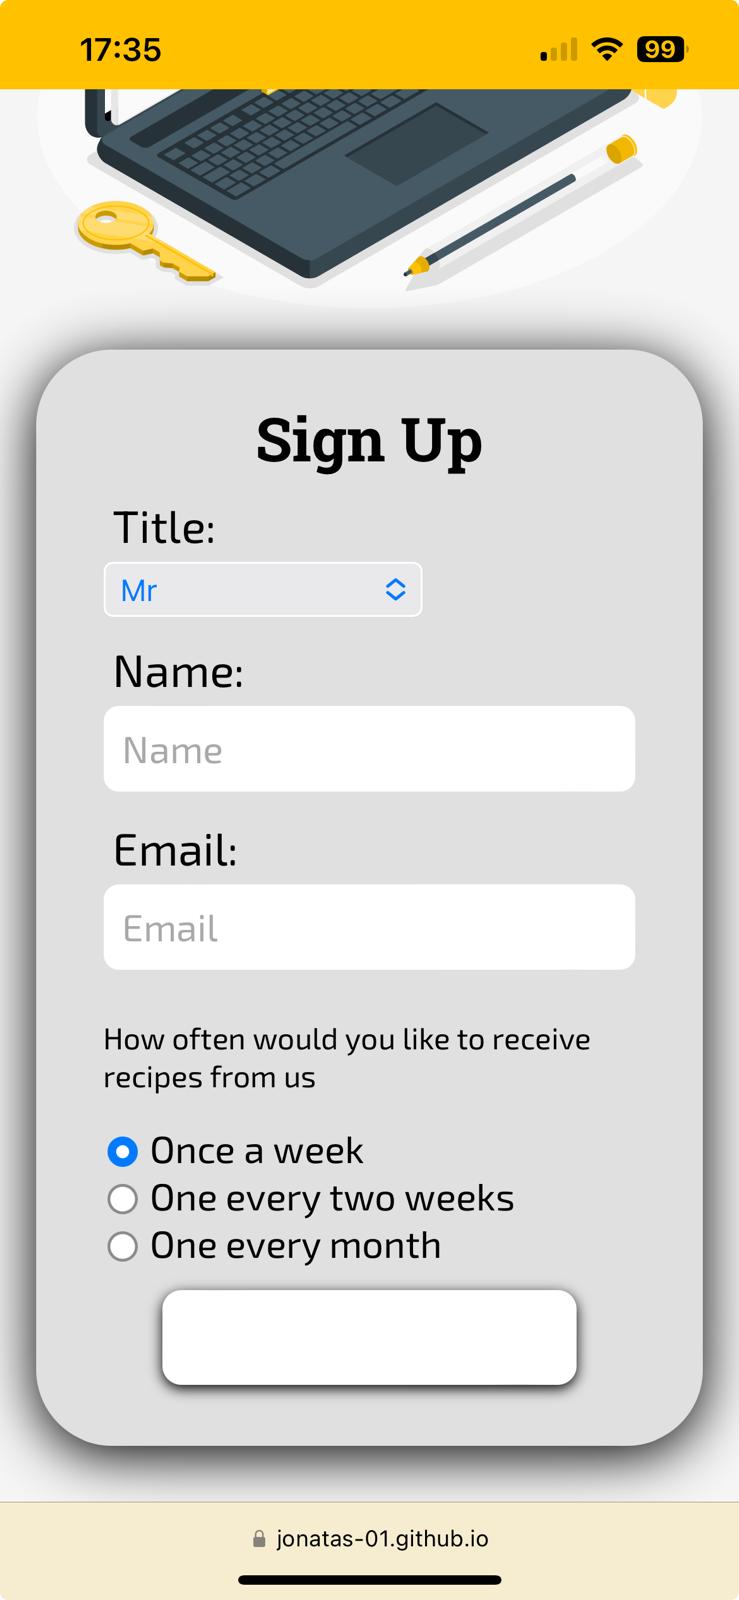 17:35
99
Sign Up
Title:
Mr
Name:
Name
Email:
Email
How often would you like to receive
recipes from us
Once a week
One every two weeks
One every month
jonatas-01.github.io